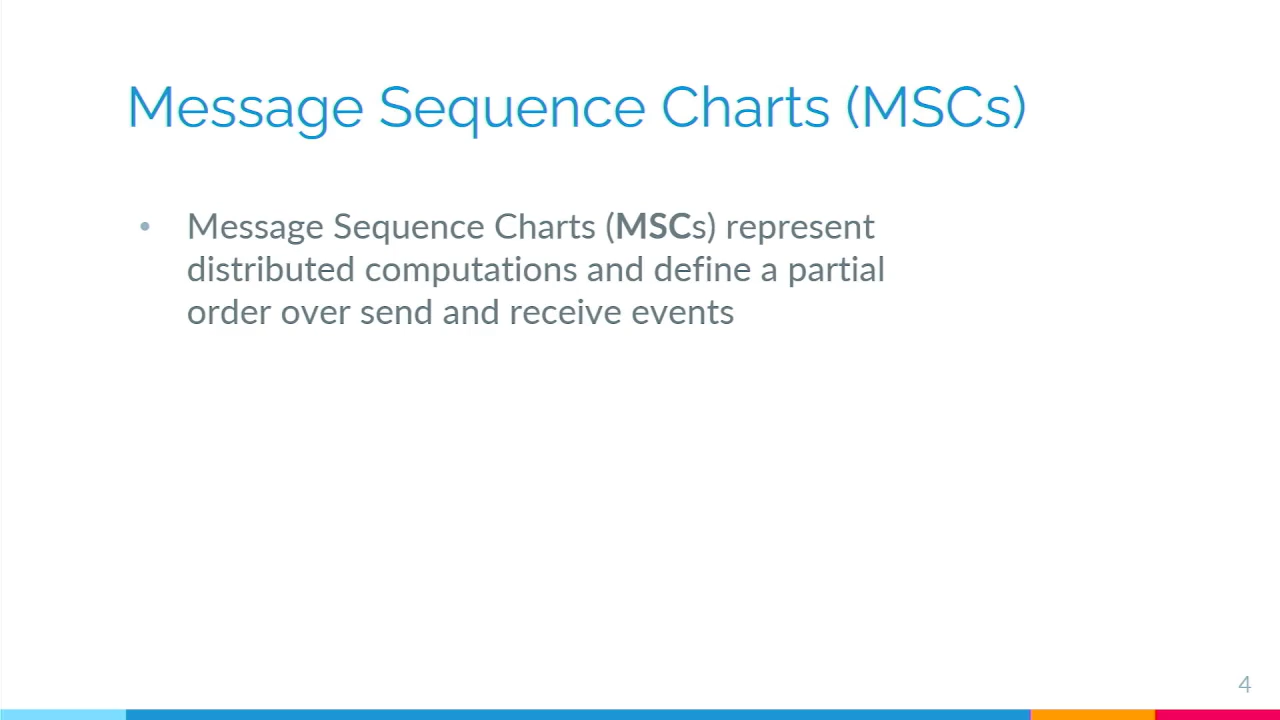 Message Sequence Charts (MSCs)
• Message Sequence Charts (MSCs) represent
distributed computations and define a partial
order over send and receive events
4